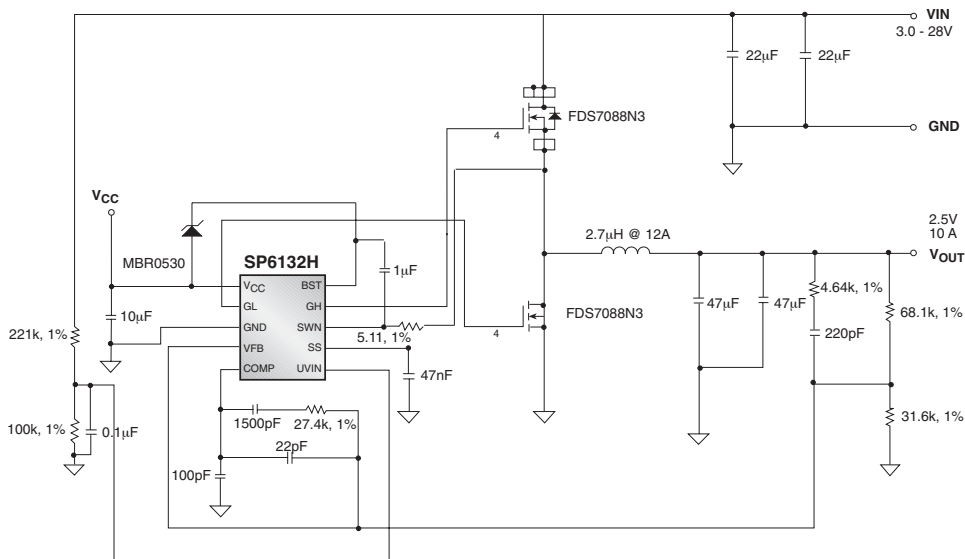 VIN
3.0 - 28V
22µF
22µF
FDS7088N3
4
GND
VCC
2.5V
10 A
2.7µH @ 12A
VOUT
MBR0530
SP6132H
1µF
VCC
BST
4.64k, 1%
GL
GH
47µF
47µF
FDS7088N3
10µF
68.1k, 1%
GND
SWN
5.11, 1%
4
221k, 1%
220pF
VFB
SS
COMP
UVIN
47nF
1500pF
27.4k, 1%
31.6k, 1%
100k, 1%
0.1µF
22pF
100pF